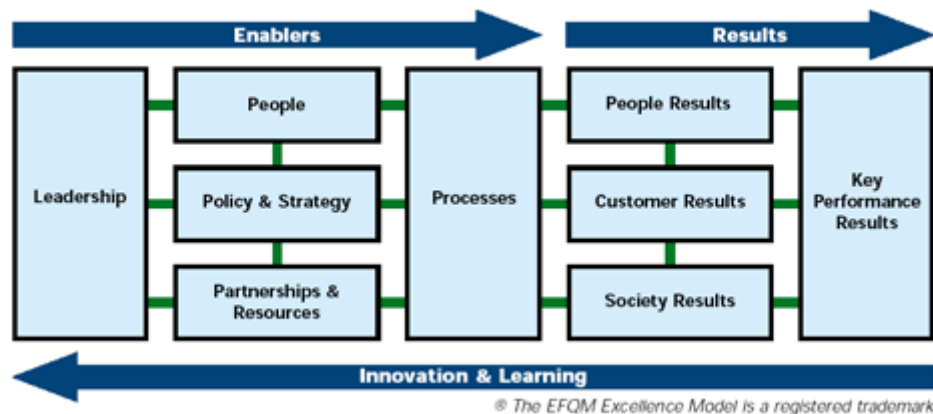 Enablers
Results
Leadership
People
Policy & Strategy
Partnerships &
Resources
Processes
People Results
Customer Results
Society Results
Key
Performance
Results
Innovation & Learning
® The EFQM Excellence Model is a registered trademark